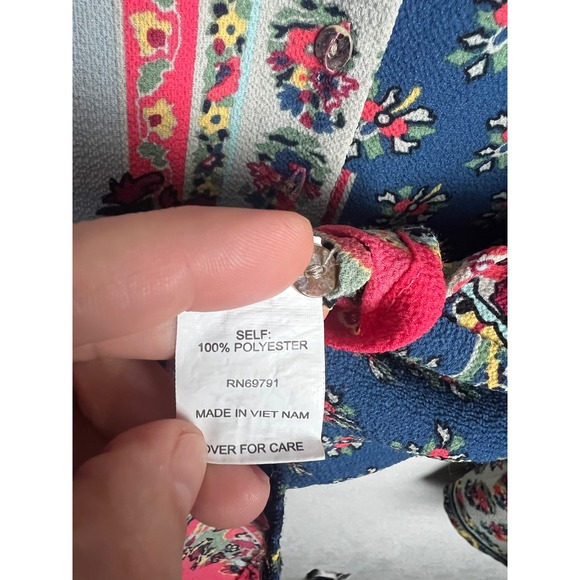 SELF:
100% POLYESTER
RN69791
MADE IN VIET NAM
OVER FOR CARE